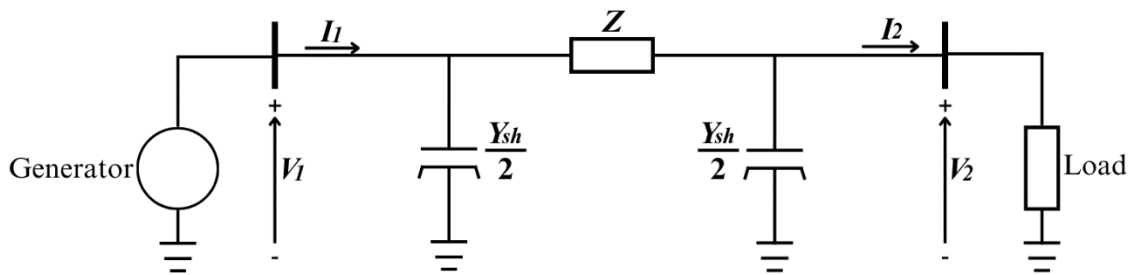 I1
Z
I2
+
+
Ysh
2
Ysh
2
Generator
V1
V2
Load
-
-